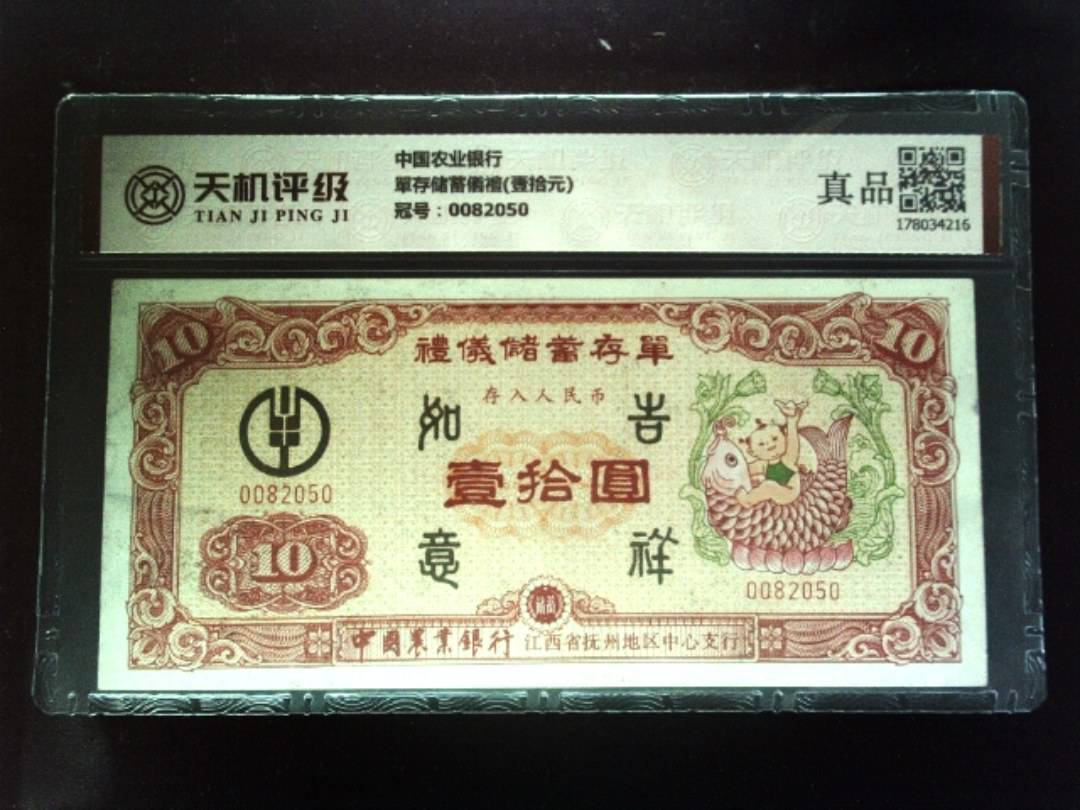 天机评级
TIAN JI PING JI
中国农业银行
單存储蓄儀禮(壹拾元)
冠号：0082050
真品
178034216
10
10
禮儀儲蓄存單
存入人民币
如 吉
壹拾圓
意 祥
0082050
10
0082050
儲蓄
中國農業銀行 江西省抚州地区中心支行